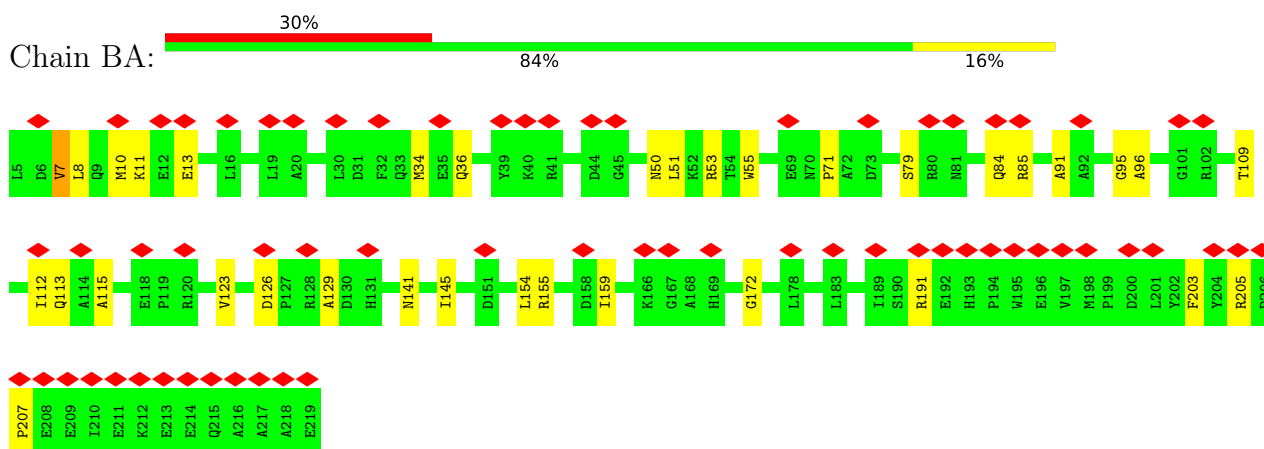 30%
Chain BA:
84% 16%
L5 D6 V7 L8 Q9 M10 K11 E12 E13 L16 L19 A20 L30 D31 F32 Q33 M34 E35 Q36 Y39 K40 R41 D44 G45 N50 L51 K52 R53 T54 W55 E69 N70 P71 A72 D73 S79 R80 N81 Q84 R85 A91 A92 G95 A96 G101 R102 T109
I112 Q113 A114 A115 E118 P119 R120 V123 D126 P127 R128 A129 D130 H131 N141 I145 D151 L154 R155 D158 I159 K166 G167 A168 H169 G172 L178 L183 I189 S190 R191 E192 H193 P194 W195 E196 V197 M198 P199 D200 L201 Y202 F203 Y204 R205
P207 E208 E209 I210 E211 K212 E213 E214 Q215 A216 A217 A218 E219